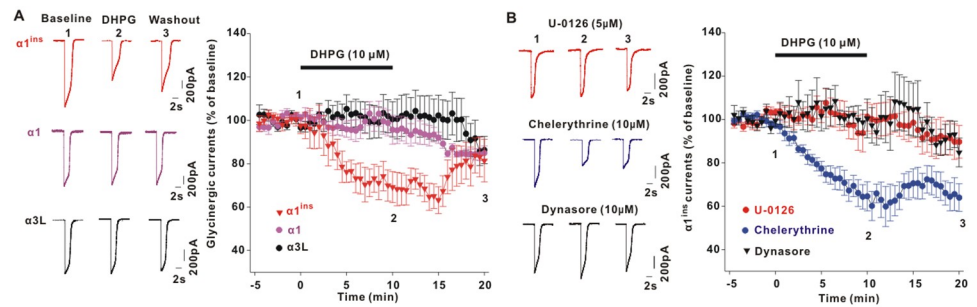 A
Baseline DHPG Washout
1 2 3
α1ins
2s
200pA
α1
2s
200pA
α3L
2s
200pA
Glycinergic currents (% of baseline)
140
120
100
80
60
40
DHPG (10 µM)
1
2
3
α1ins
α1
α3L
-5 0 5 10 15 20
Time (min)
B
U-0126 (5µM)
1 2 3
2s
200pA
Chelerythrine (10µM)
2s
200pA
Dynasore (10µM)
2s
200pA
α1ins currents (% of baseline)
140
120
100
80
60
40
DHPG (10 µM)
1
2
3
U-0126
Chelerythrine
Dynasore
-5 0 5 10 15 20
Time (min)